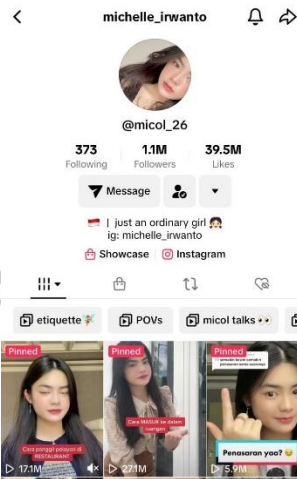 michelle_irwanto
@micol_26
373 1.1M 39.5M
Following Followers Likes
Message
| just an ordinary girl
ig: michelle_irwanto
Showcase Instagram
etiquette POVs micol talks
Pinned Pinned Pinned
Cara panggil pelayan di
RESTAURANT
Cara MASUK ke dalam
ruangan
Penasaran yaa?
17.1M 27.1M 5.9M